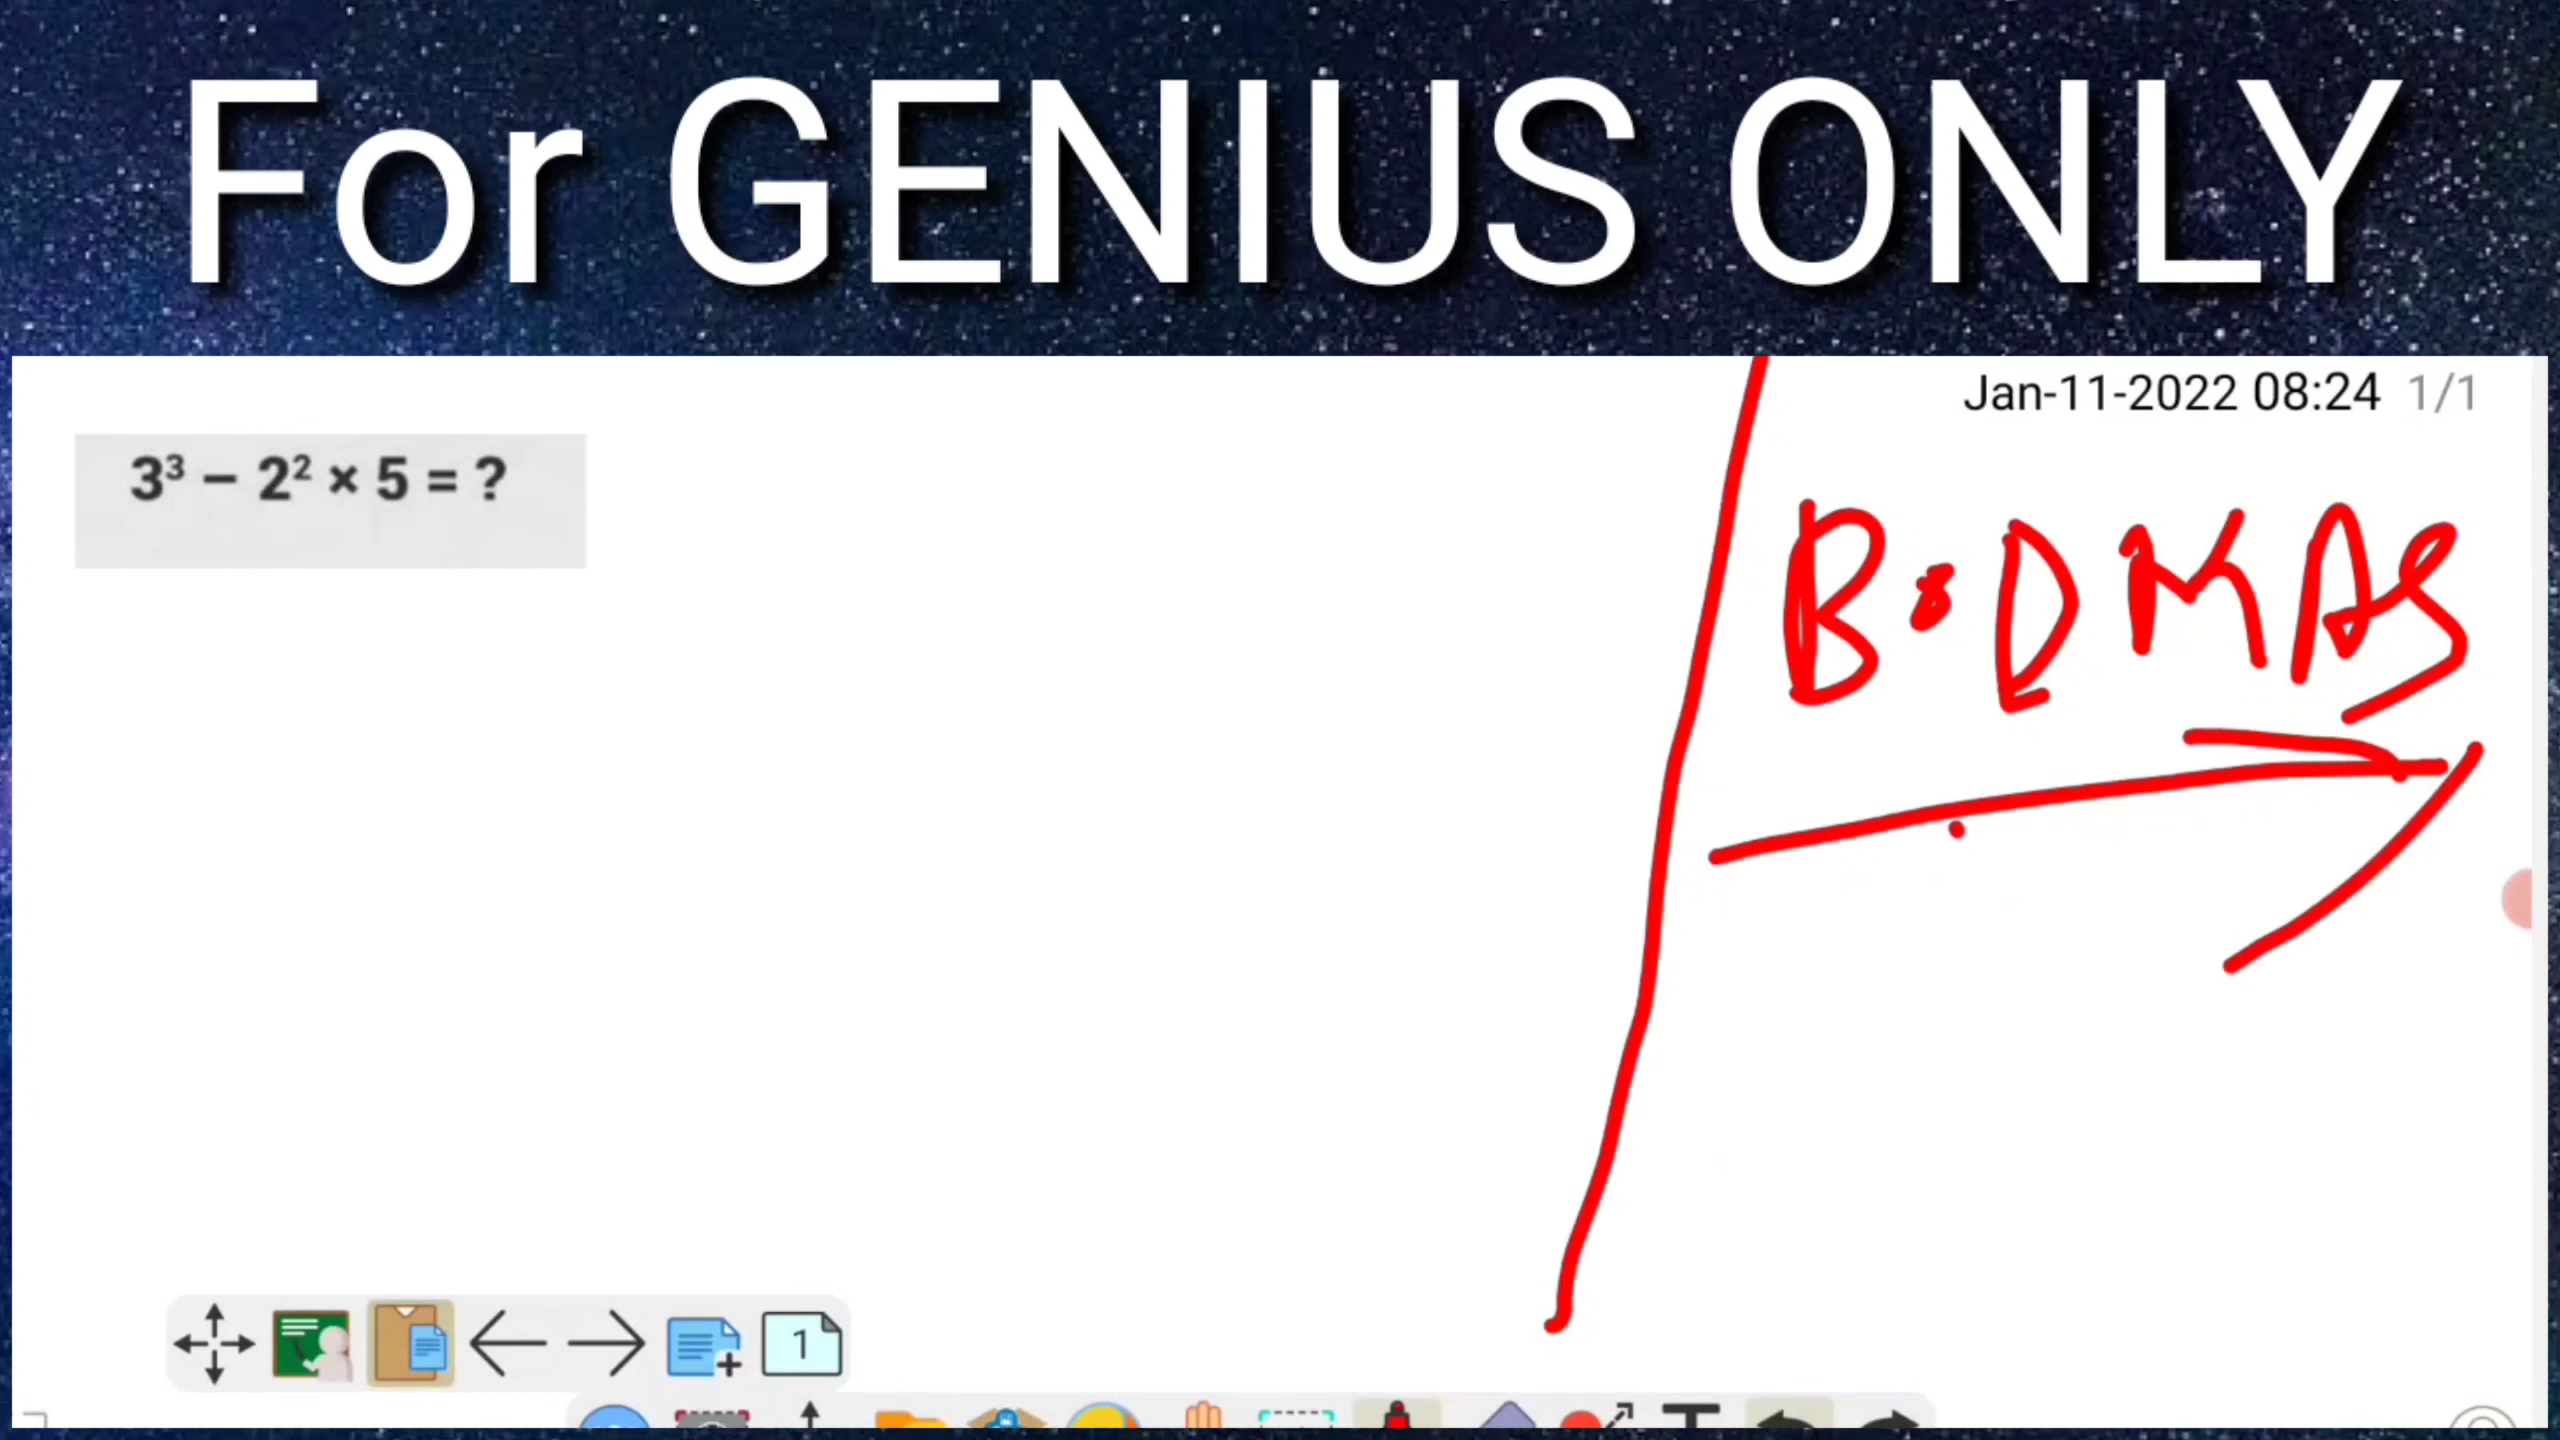 For GENIUS ONLY
Jan-11-2022 08:24 1/1
3³ – 2² × 5 = ?
BODMAS
1
T